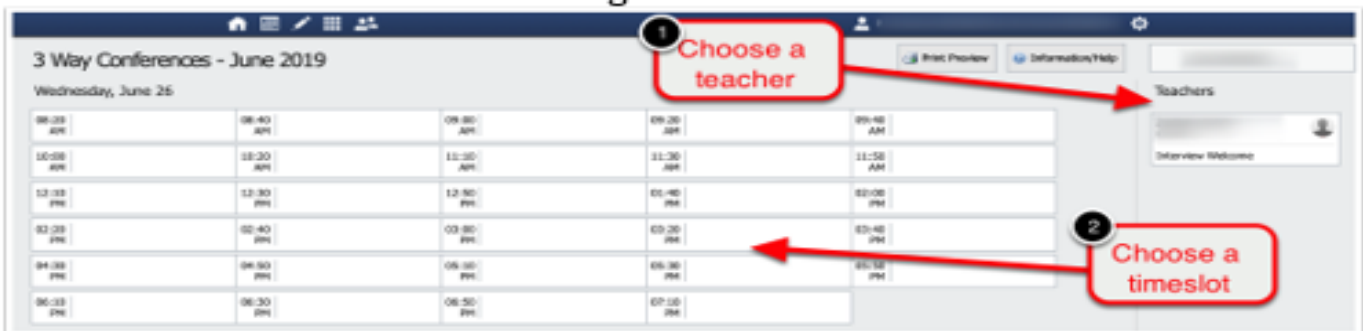 1
Choose a
teacher
3 Way Conferences - June 2019
Print Preview
Information/Help
Wednesday, June 26
Teachers
08:20 AM 08:40 AM 09:00 AM 09:20 AM 09:40 AM
10:00 AM 10:20 AM 11:10 AM 11:30 AM 11:50 AM
Interview Welcome
12:10 PM 12:30 PM 12:50 PM 01:40 PM 02:00 PM
02:20 PM 02:40 PM 03:00 PM 03:20 PM 03:40 PM
2
Choose a
timeslot
04:30 PM 04:50 PM 05:10 PM 05:30 PM 05:50 PM
06:10 PM 06:30 PM 06:50 PM 07:10 PM